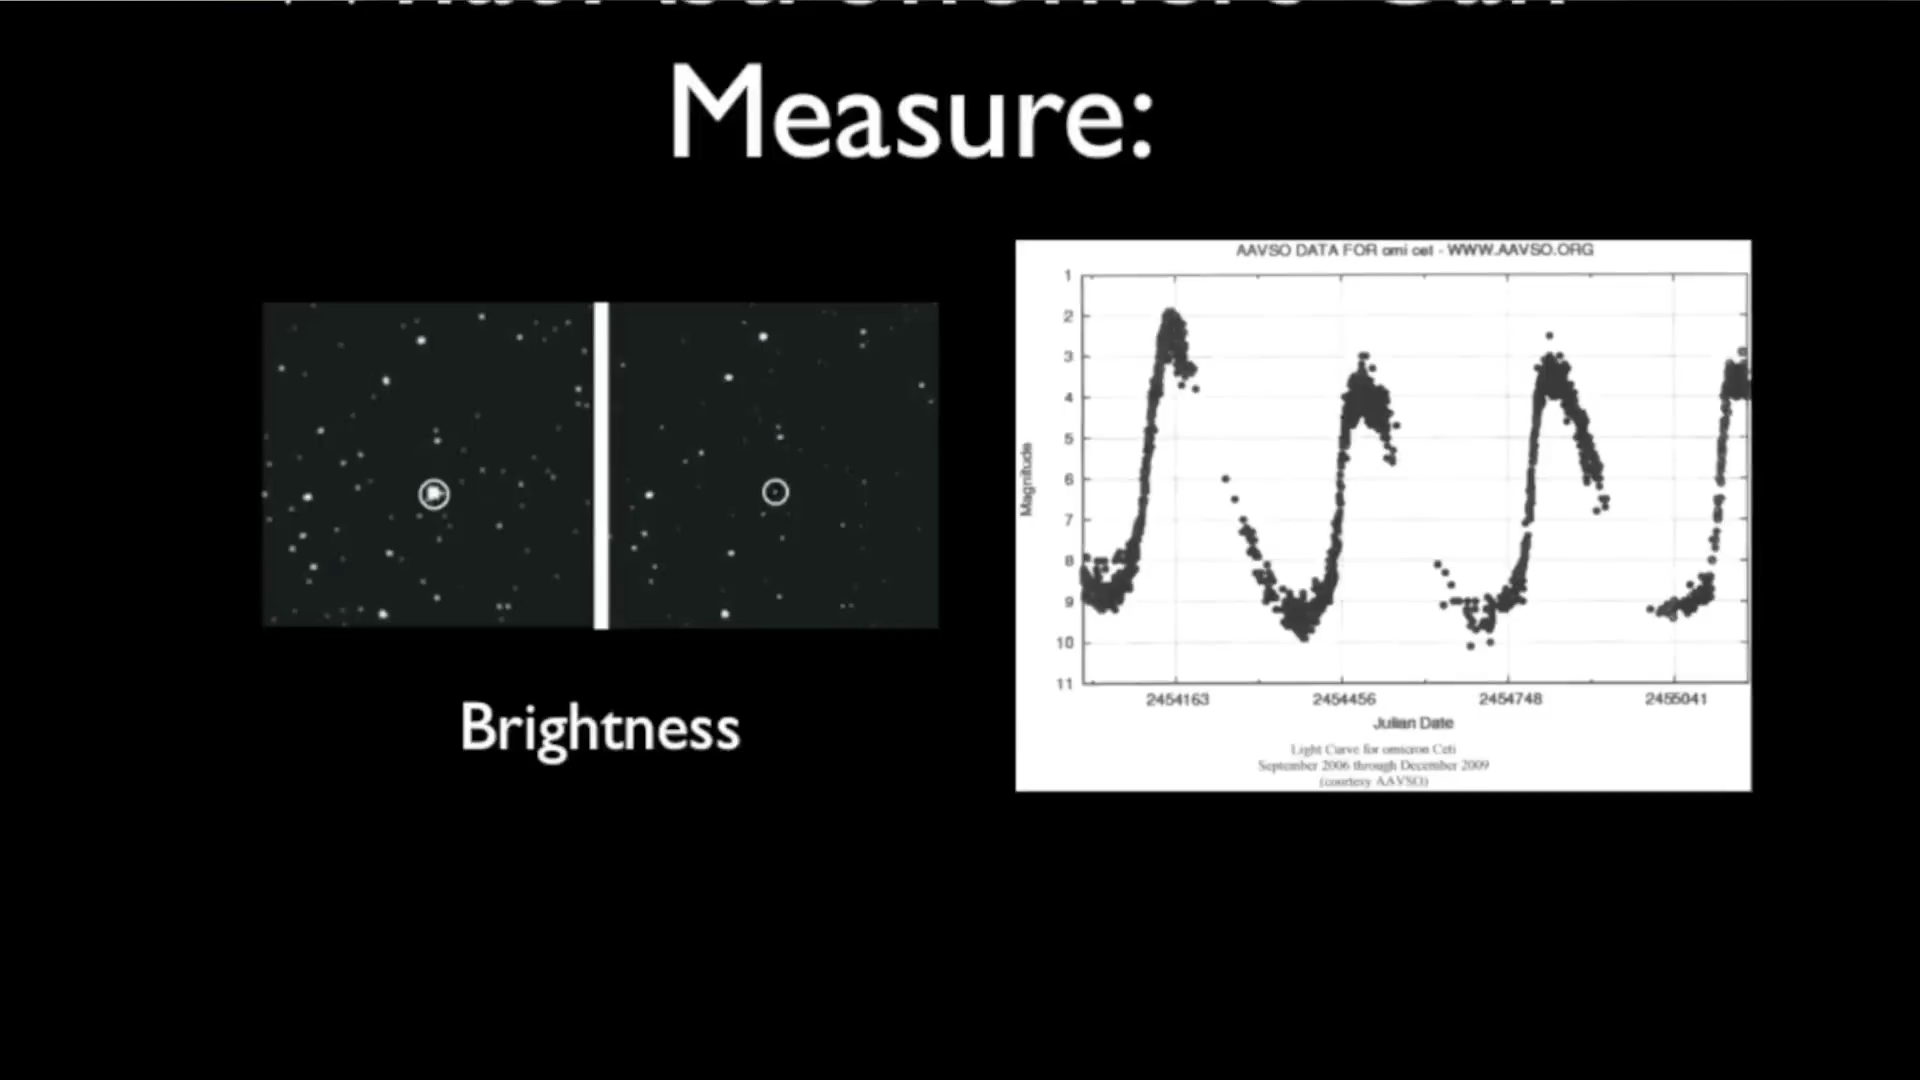 Measure:
Brightness
AAVSO DATA FOR omi cet - WWW.AAVSO.ORG
1
2
3
4
5
6
7
8
9
10
11
Magnitude
2454163 2454456 2454748 2455041
Julian Date
Light Curve for omicron Ceti
September 2006 through December 2009
(courtesy AAVSO)